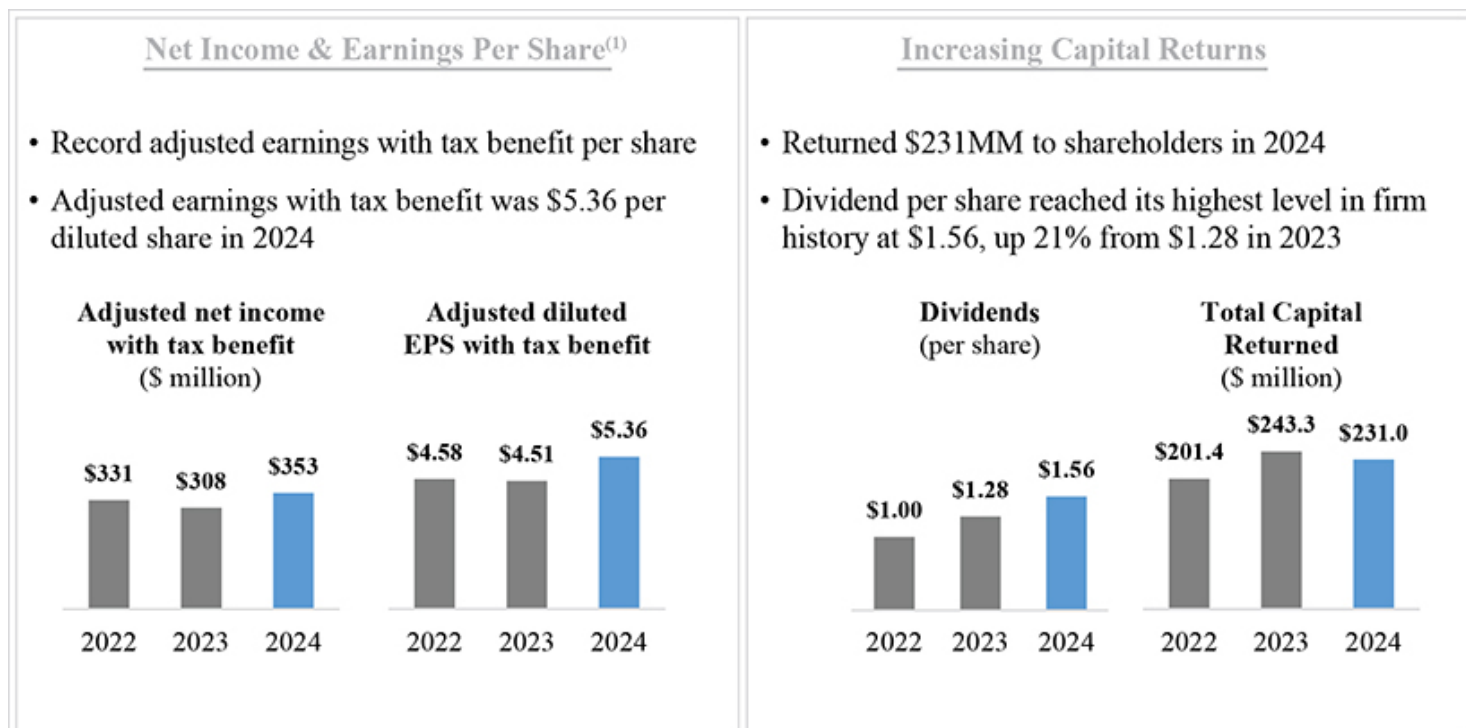 Net Income & Earnings Per Share(1)
• Record adjusted earnings with tax benefit per share
• Adjusted earnings with tax benefit was $5.36 per
diluted share in 2024
Adjusted net income
with tax benefit
($ million)
$331
$308
$353
2022
2023
2024
Adjusted diluted
EPS with tax benefit
$4.58
$4.51
$5.36
2022
2023
2024
Increasing Capital Returns
• Returned $231MM to shareholders in 2024
• Dividend per share reached its highest level in firm
history at $1.56, up 21% from $1.28 in 2023
Dividends
(per share)
$1.00
$1.28
$1.56
2022
2023
2024
Total Capital
Returned
($ million)
$201.4
$243.3
$231.0
2022
2023
2024